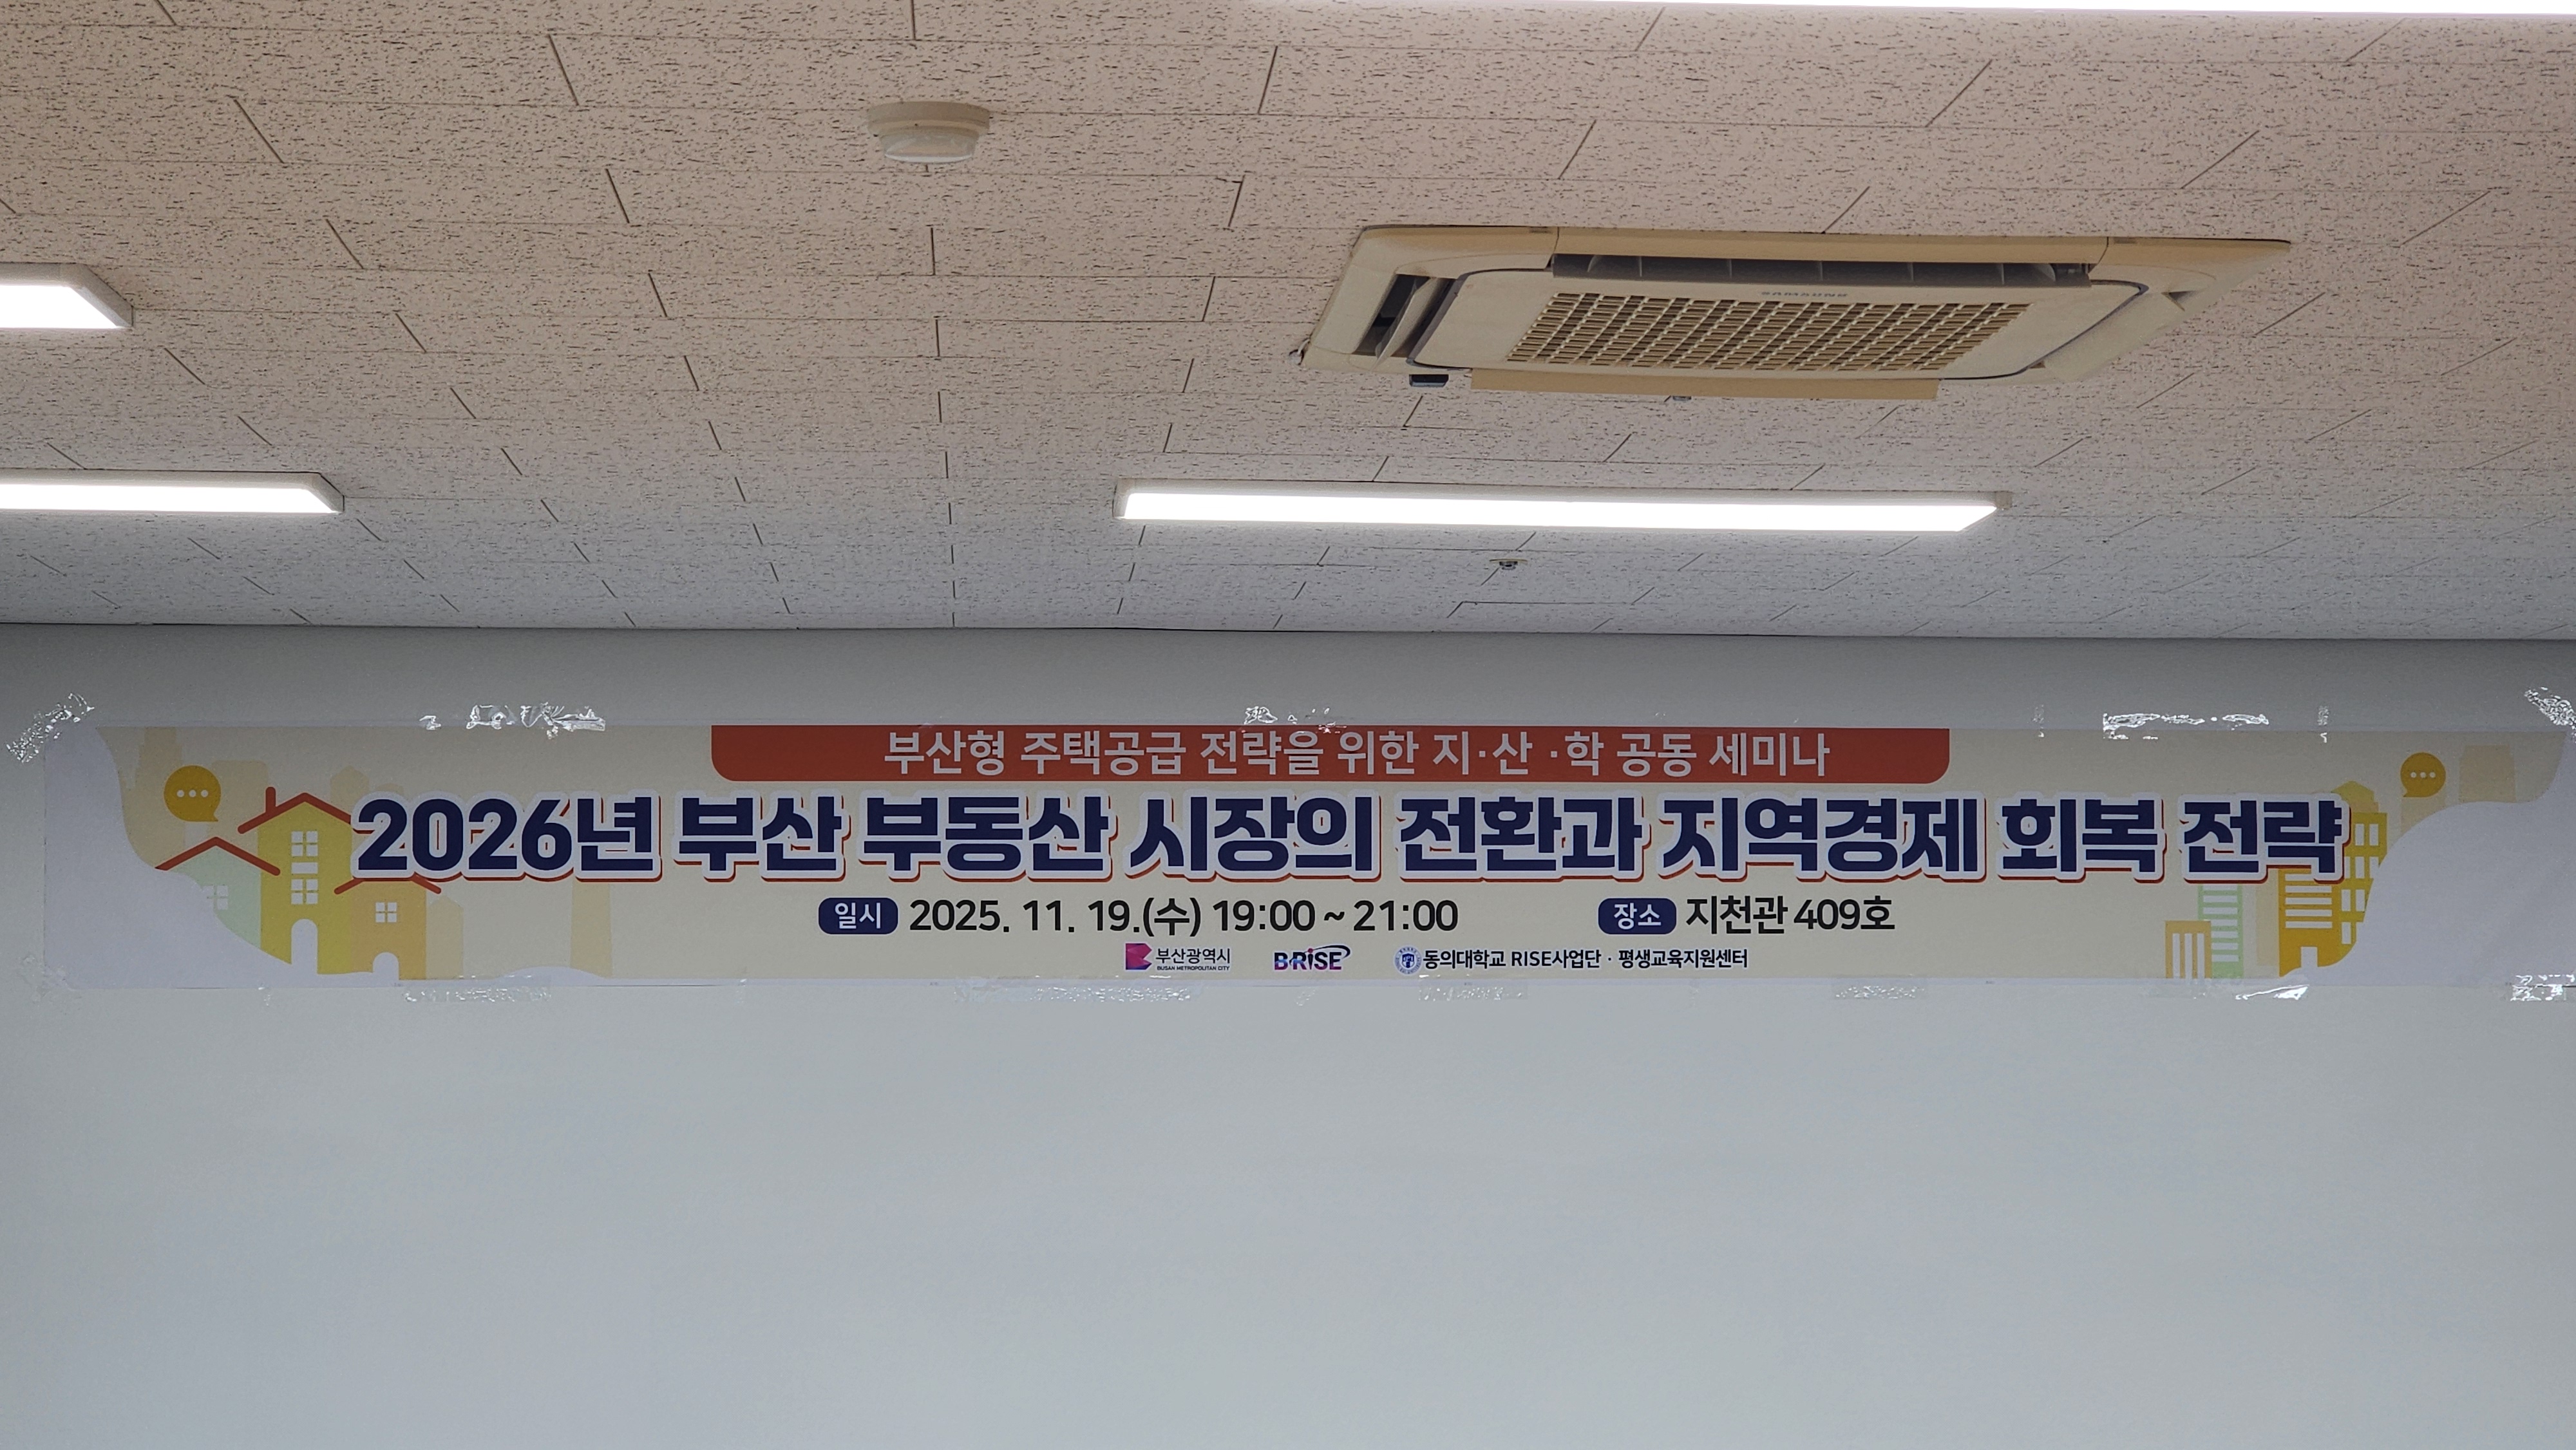 SAMSUNG
부산형 주택공급 전략을 위한 지·산 ·학 공동 세미나
2026년 부산 부동산 시장의 전환과 지역경제 회복 전략
일시 2025. 11. 19.(수) 19:00 ~ 21:00 장소 지천관 409호
부산광역시 BRISE 동의대학교 RISE사업단 · 평생교육지원센터
BUSAN METROPOLITAN CITY